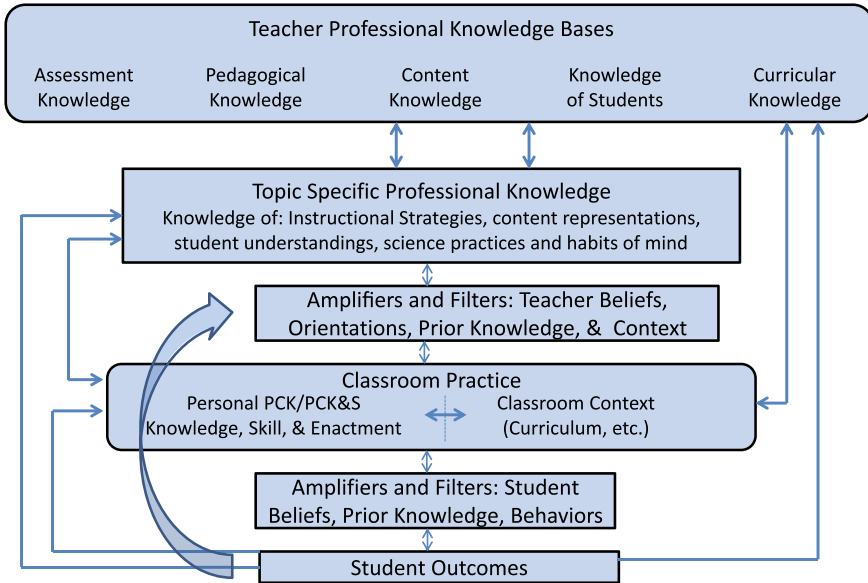 Teacher Professional Knowledge Bases
Assessment Knowledge
Pedagogical Knowledge
Content Knowledge
Knowledge of Students
Curricular Knowledge
Topic Specific Professional Knowledge
Knowledge of: Instructional Strategies, content representations,
student understandings, science practices and habits of mind
Amplifiers and Filters: Teacher Beliefs,
Orientations, Prior Knowledge, & Context
Classroom Practice
Personal PCK/PCK&S
Knowledge, Skill, & Enactment
Classroom Context
(Curriculum, etc.)
Amplifiers and Filters: Student
Beliefs, Prior Knowledge, Behaviors
Student Outcomes